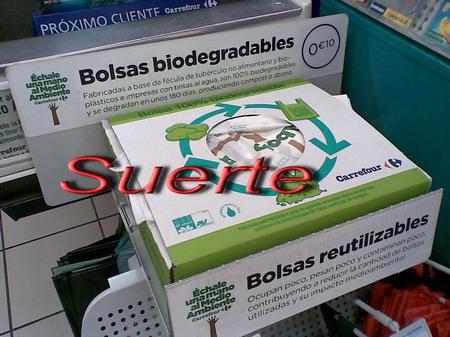 PRÓXIMO CLIENTE Carrefour
Échale
una mano
al Medio
Ambiente
Carrefour
Bolsas biodegradables
0€10
Fabricadas a base de fécula de tubérculo no alimentario y bio-
plásticos e impresas con tintas al agua, son 100% biodegradables
y se degradan en unos 180 días, produciendo compost o abono
Suerte
Carrefour
Échale
una mano
al Medio
Ambiente
Carrefour
Bolsas reutilizables
Ocupan poco, pesan poco y contaminan poco,
contribuyendo a reducir la cantidad de bolsas
utilizadas y su impacto medioambiental.